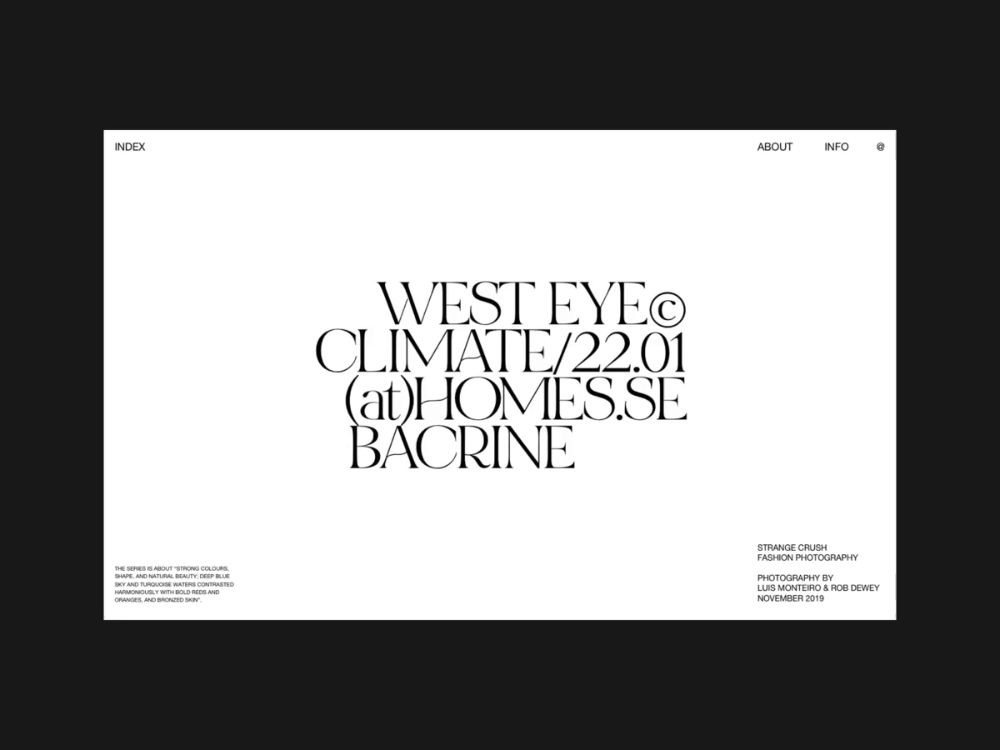 INDEX
ABOUT
INFO
@
WEST EYE©
CLIMATE/22.01
(at)HOMES.SE
BACRINE
THE SERIES IS ABOUT "STRONG COLOURS,
SHAPE, AND NATURAL BEAUTY; DEEP BLUE
SKY AND TURQUOISE WATERS CONTRASTED
HARMONIOUSLY WITH BOLD REDS AND
ORANGES, AND BRONZED SKIN".
STRANGE CRUSH
FASHION PHOTOGRAPHY
PHOTOGRAPHY BY
LUIS MONTEIRO & ROB DEWEY
NOVEMBER 2019